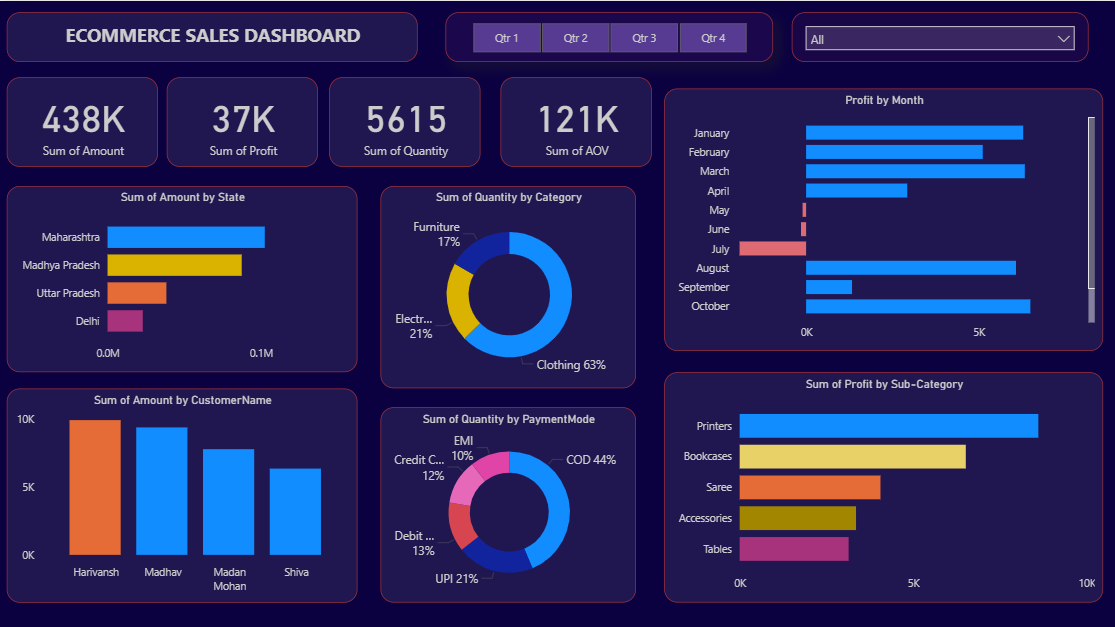 ECOMMERCE SALES DASHBOARD
Qtr 1
Qtr 2
Qtr 3
Qtr 4
All
438K
Sum of Amount
37K
Sum of Profit
5615
Sum of Quantity
121K
Sum of AOV
Profit by Month
January
February
March
April
May
June
July
August
September
October
0K
5K
Sum of Amount by State
Maharashtra
Madhya Pradesh
Uttar Pradesh
Delhi
0.0M
0.1M
Sum of Quantity by Category
Furniture
17%
Electr...
21%
Clothing 63%
Sum of Amount by CustomerName
10K
5K
0K
Harivansh
Madhav
Madan
Mohan
Shiva
Sum of Quantity by PaymentMode
EMI
10%
Credit C...
12%
Debit ...
13%
UPI 21%
COD 44%
Sum of Profit by Sub-Category
Printers
Bookcases
Saree
Accessories
Tables
0K
5K
10K